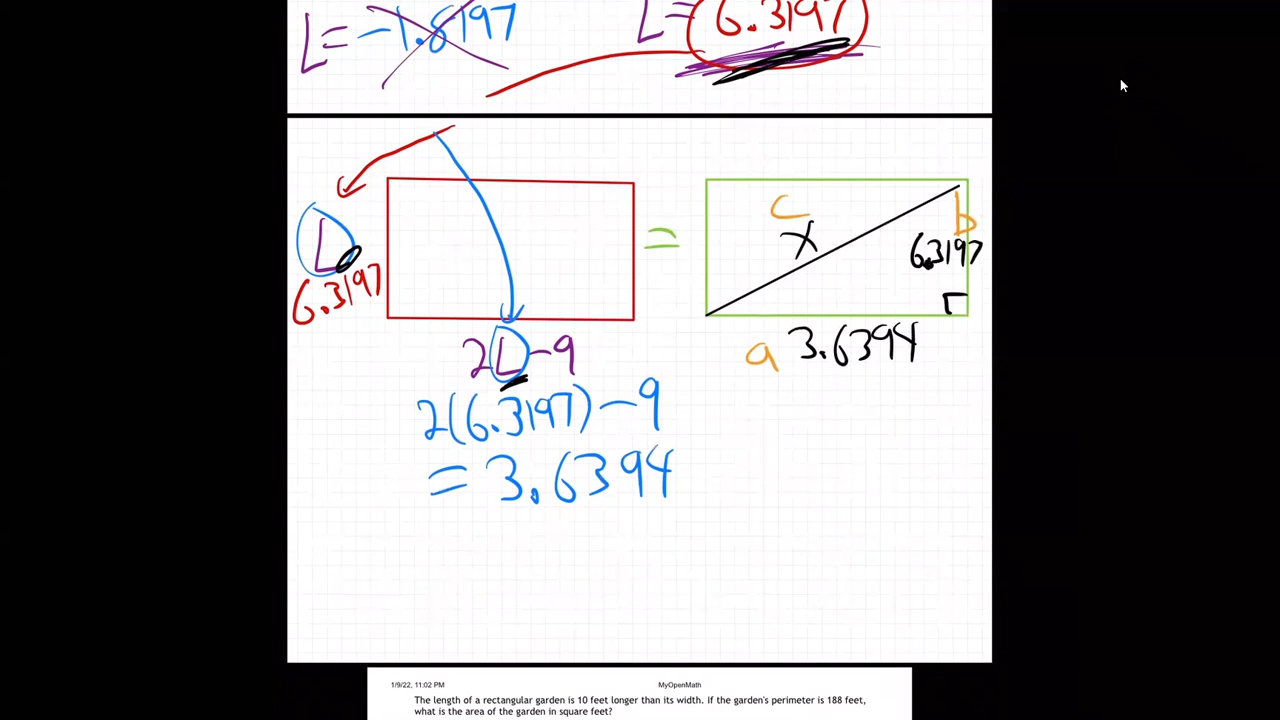 L= -1.8197
L= 6.3197
L
6.3197
2L-9
2(6.3197)-9
= 3.6394
=
c
x
b
6.3197
a 3.6394
1/9/22, 11:02 PM MyOpenMath
The length of a rectangular garden is 10 feet longer than its width. If the garden's perimeter is 188 feet,
what is the area of the garden in square feet?